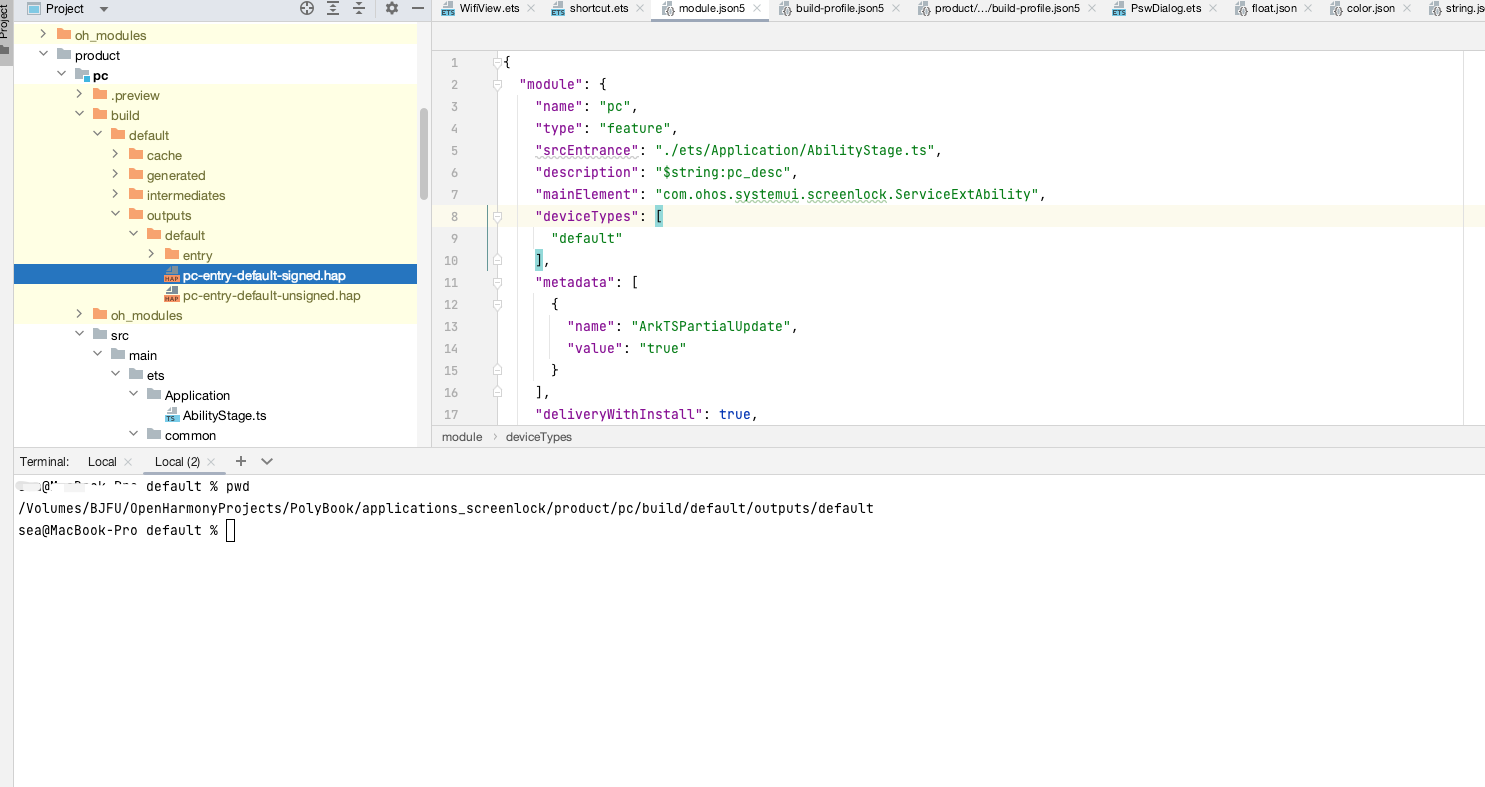 Project
Project
WifiView.ets
shortcut.ets
module.json5
build-profile.json5
product/.../build-profile.json5
PswDialog.ets
float.json
color.json
string.js
oh_modules
product
pc
.preview
build
default
cache
generated
intermediates
outputs
default
entry
pc-entry-default-signed.hap
pc-entry-default-unsigned.hap
oh_modules
src
main
ets
Application
AbilityStage.ts
common
1 {
2 "module": {
3 "name": "pc",
4 "type": "feature",
5 "srcEntrance": "./ets/Application/AbilityStage.ts",
6 "description": "$string:pc_desc",
7 "mainElement": "com.ohos.systemui.screenlock.ServiceExtAbility",
8 "deviceTypes": [
9 "default"
10 ],
11 "metadata": [
12 {
13 "name": "ArkTSPartialUpdate",
14 "value": "true"
15 }
16 ],
17 "deliveryWithInstall": true,
module > deviceTypes
Terminal: Local Local (2)
default % pwd
/Volumes/BJFU/OpenHarmonyProjects/PolyBook/applications_screenlock/product/pc/build/default/outputs/default
sea@MacBook-Pro default %